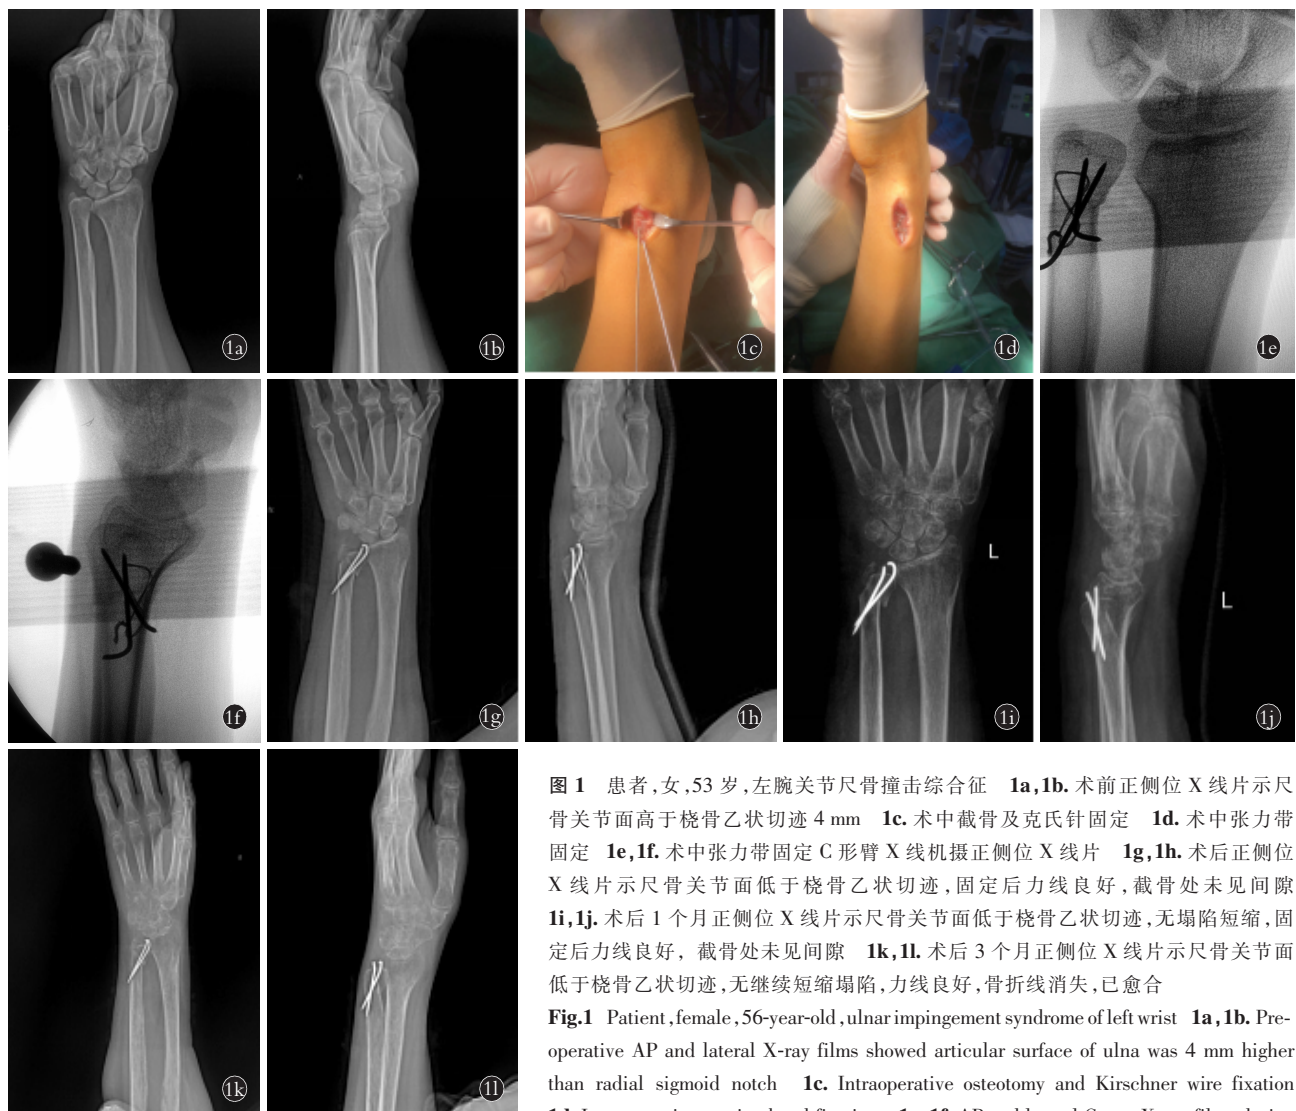 1a
1b
1c
1d
1e
1f
1g
1h
L
1i
L
1j
1k
1l
图 1 患者,女,53 岁,左腕关节尺骨撞击综合征 1a,1b. 术前正侧位 X 线片示尺
骨关节面高于桡骨乙状切迹 4 mm 1c. 术中截骨及克氏针固定 1d. 术中张力带
固定 1e,1f. 术中张力带固定 C 形臂 X 线机摄正侧位 X 线片 1g,1h. 术后正侧位
X 线片示尺骨关节面低于桡骨乙状切迹,固定后力线良好,截骨处未见间隙
1i,1j. 术后 1 个月正侧位 X 线片示尺骨关节面低于桡骨乙状切迹,无塌陷短缩,固
定后力线良好,截骨处未见间隙 1k,1l. 术后 3 个月正侧位 X 线片示尺骨关节面
低于桡骨乙状切迹,无继续短缩塌陷,力线良好,骨折线消失,已愈合
Fig.1 Patient,female,56-year-old,ulnar impingement syndrome of left wrist 1a,1b. Pre-
operative AP and lateral X-ray films showed articular surface of ulna was 4 mm higher
than radial sigmoid notch 1c. Intraoperative osteotomy and Kirschner wire fixation